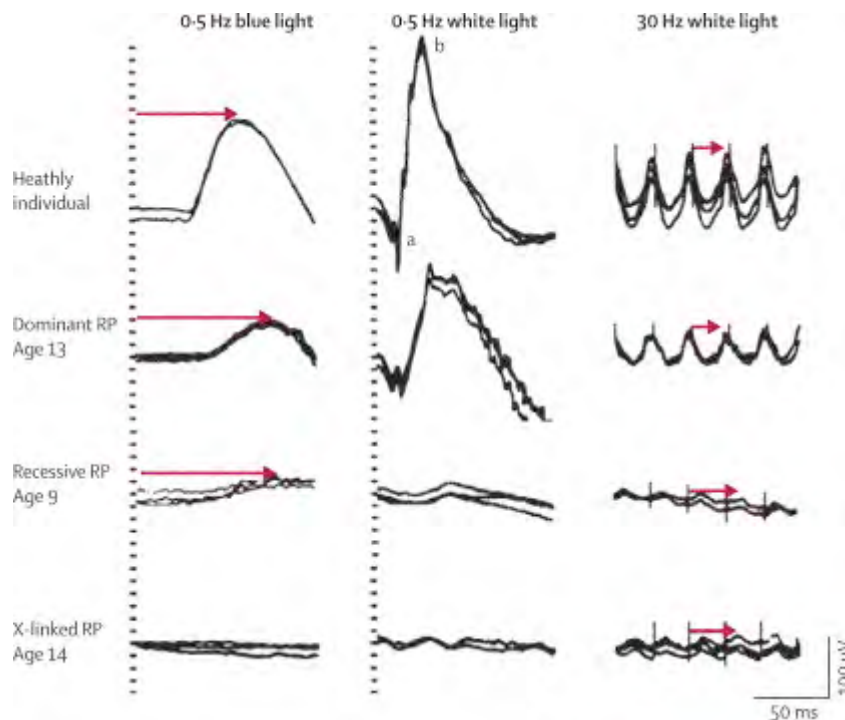 0·5 Hz blue light 0·5 Hz white light 30 Hz white light
b
Heathly
individual
a
Dominant RP
Age 13
Recessive RP
Age 9
X-linked RP
Age 14
100 µV
50 ms